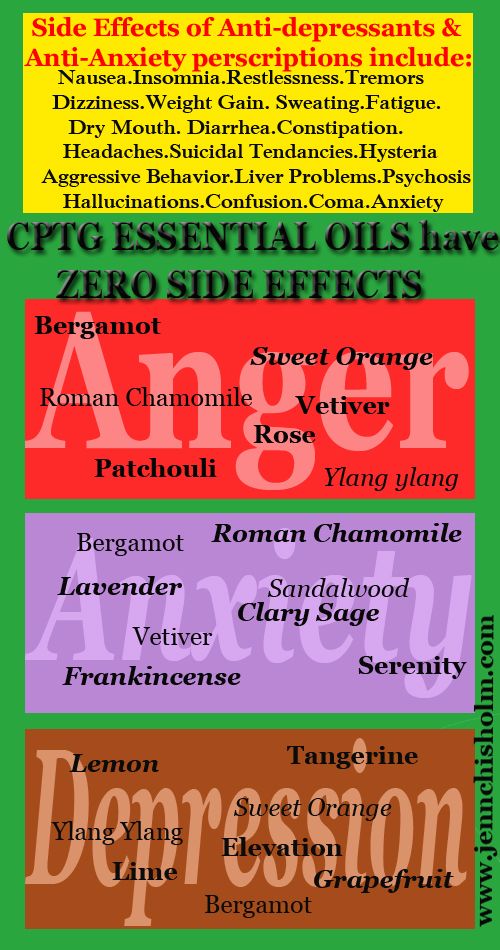 Side Effects of Anti-depressants &
Anti-Anxiety perscriptions include:
Nausea.Insomnia.Restlessness.Tremors
Dizziness.Weight Gain. Sweating.Fatigue.
Dry Mouth. Diarrhea.Constipation.
Headaches.Suicidal Tendancies.Hysteria
Aggressive Behavior.Liver Problems.Psychosis
Hallucinations.Confusion.Coma.Anxiety
CPTG ESSENTIAL OILS have
ZERO SIDE EFFECTS
Anger
Bergamot
Sweet Orange
Roman Chamomile
Vetiver
Rose
Patchouli
Ylang ylang
Anxiety
Bergamot
Roman Chamomile
Lavender
Sandalwood
Clary Sage
Vetiver
Serenity
Frankincense
Depression
Lemon
Tangerine
Sweet Orange
Ylang Ylang
Elevation
Lime
Grapefruit
Bergamot
www.jennchisholm.com